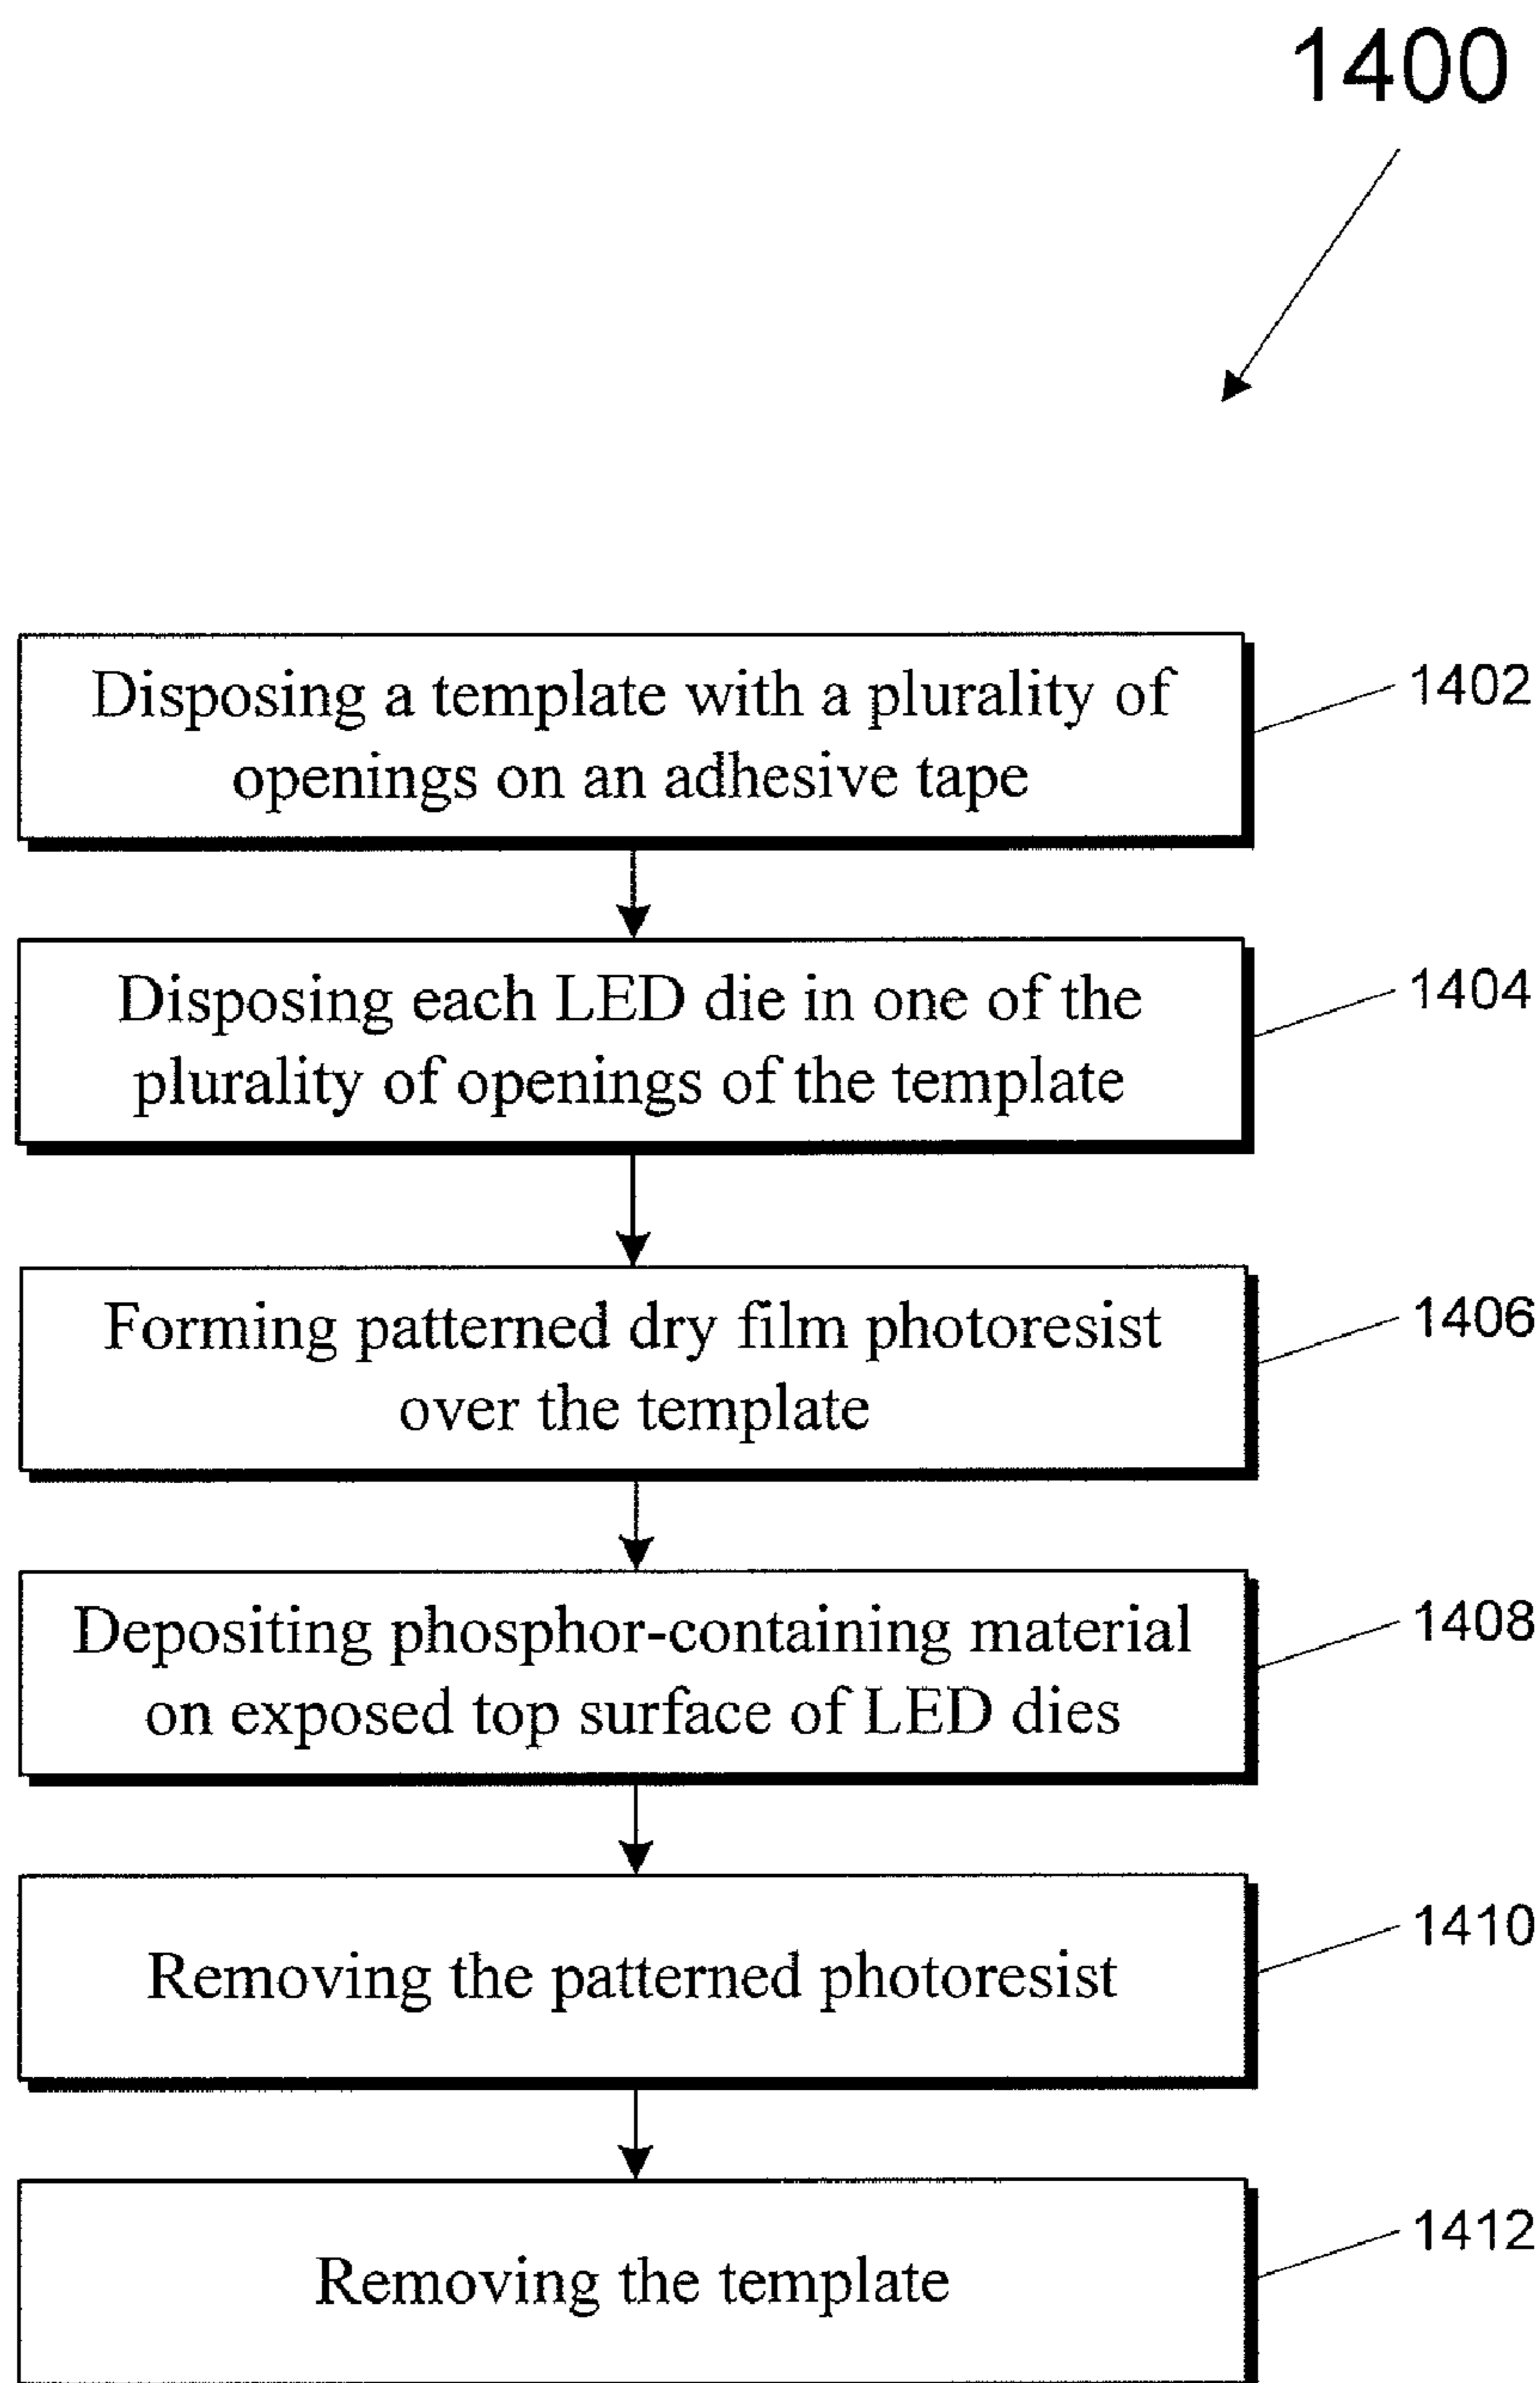 1400
Disposing a template with a plurality of
openings on an adhesive tape
1402
Disposing each LED die in one of the
plurality of openings of the template
1404
Forming patterned dry film photoresist
over the template
1406
Depositing phosphor-containing material
on exposed top surface of LED dies
1408
Removing the patterned photoresist
1410
Removing the template
1412